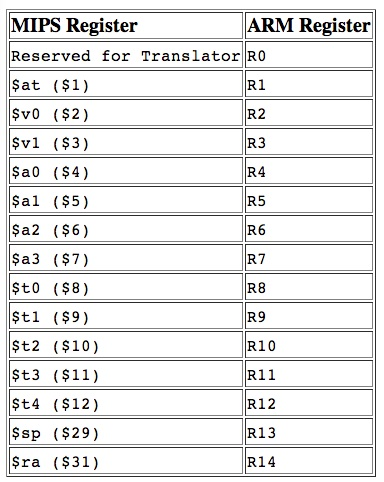 MIPS Register ARM Register
Reserved for Translator R0
$at ($1) R1
$v0 ($2) R2
$v1 ($3) R3
$a0 ($4) R4
$a1 ($5) R5
$a2 ($6) R6
$a3 ($7) R7
$t0 ($8) R8
$t1 ($9) R9
$t2 ($10) R10
$t3 ($11) R11
$t4 ($12) R12
$sp ($29) R13
$ra ($31) R14